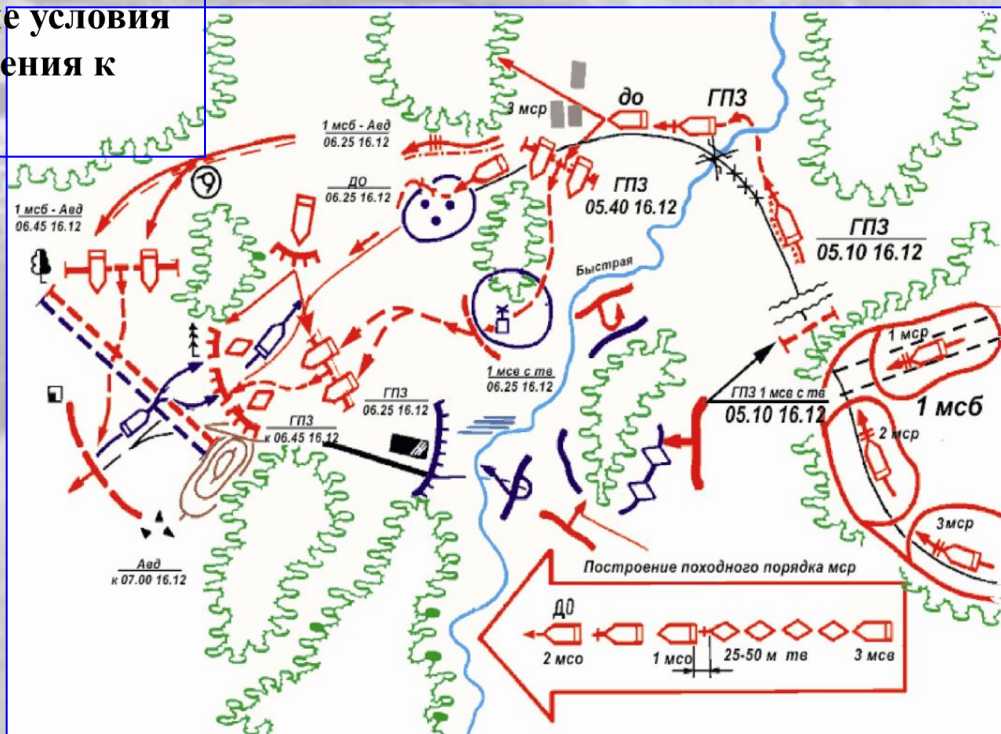 е условия
ения к
до
ГПЗ
3 мср
1 мсб - Авд
06.25 16.12
ДО
06.25 16.12
ГПЗ
05.40 16.12
1 мсб - Авд
06.45 16.12
ГПЗ
05.10 16.12
Быстрая
1 мсв с тв
06.25 16.12
1 мср
1 мсб
ГПЗ 1 мсв с тв
05.10 16.12
ГПЗ
06.25 16.12
2 мср
ГПЗ
к 06.45 16.12
3мср
Авд
к 07.00 16.12
Построение походного порядка мср
ДО
2 мсо
1 мсо
25-50 м
тв
3 мсв